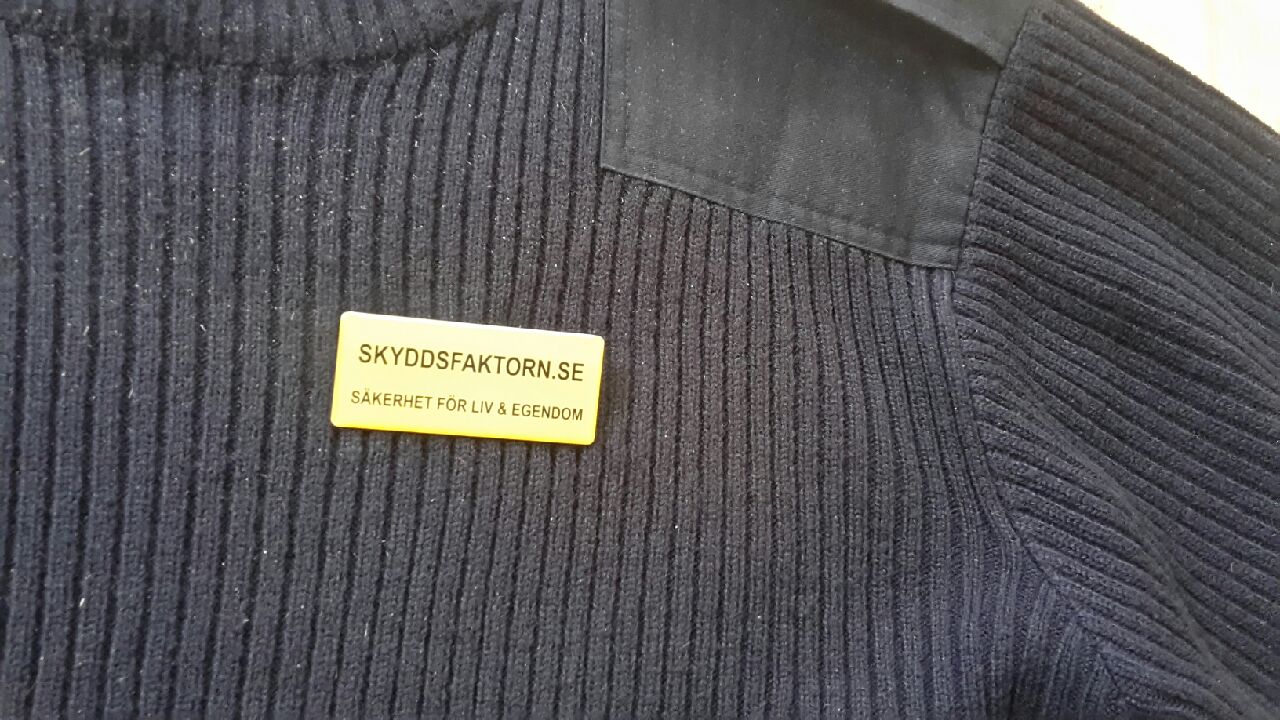 SKYDDSFAKTORN.SE
SÄKERHET FÖR LIV & EGENDOM